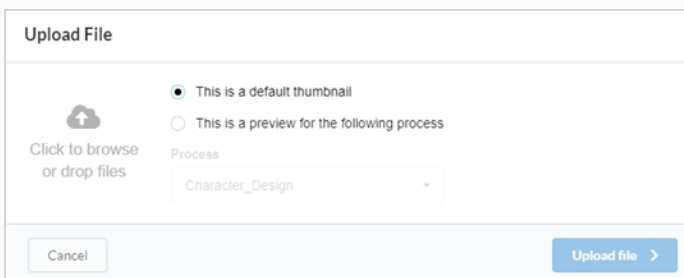 Upload File
This is a default thumbnail
This is a preview for the following process
Click to browse
or drop files
Process
Character_Design
Cancel
Upload file